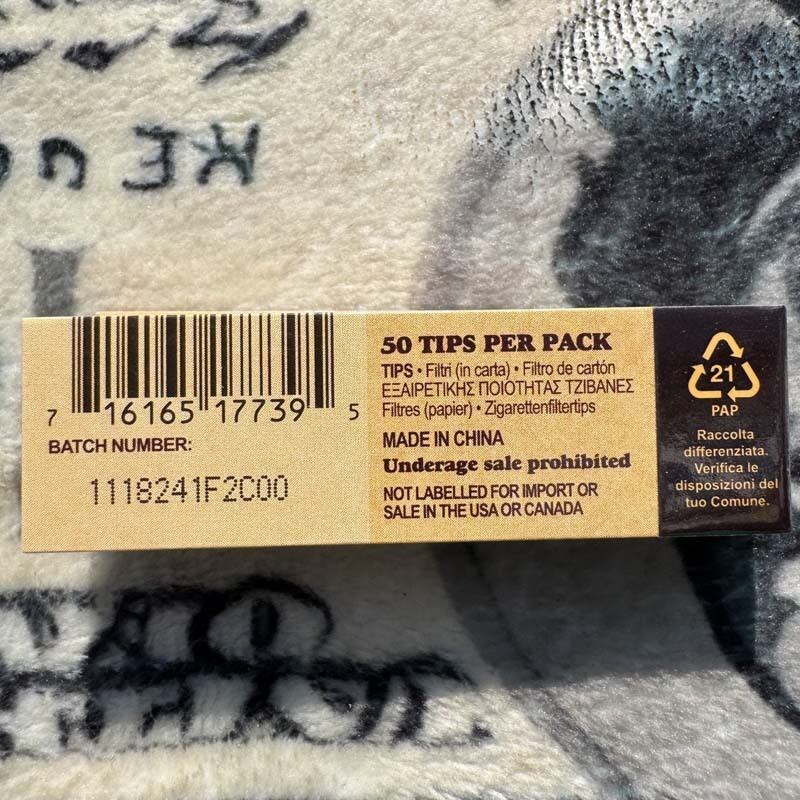 7 16165 17739 5
BATCH NUMBER:
1118241F2C00
50 TIPS PER PACK
TIPS • Filtri (in carta) • Filtro de cartón
ΕΞΑΙΡΕΤΙΚΗΣ ΠΟΙΟΤΗΤΑΣ ΤΖΙΒΑΝΕΣ
Filtres (papier) • Zigarettenfiltertips
MADE IN CHINA
Underage sale prohibited
NOT LABELLED FOR IMPORT OR
SALE IN THE USA OR CANADA
21
PAP
Raccolta
differenziata.
Verifica le
disposizioni del
tuo Comune.